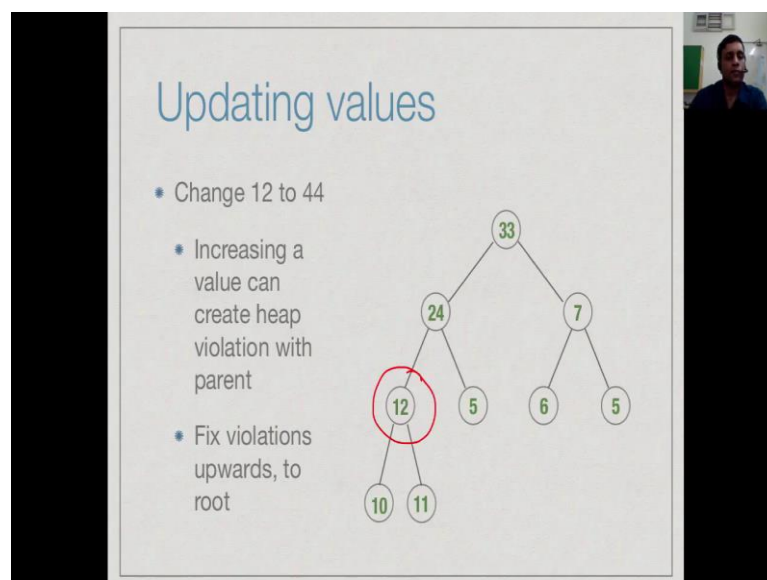 Updating values
Change 12 to 44
Increasing a
value can
create heap
violation with
parent
Fix violations
upwards, to
root
33
24 7
12 5 6 5
10 11